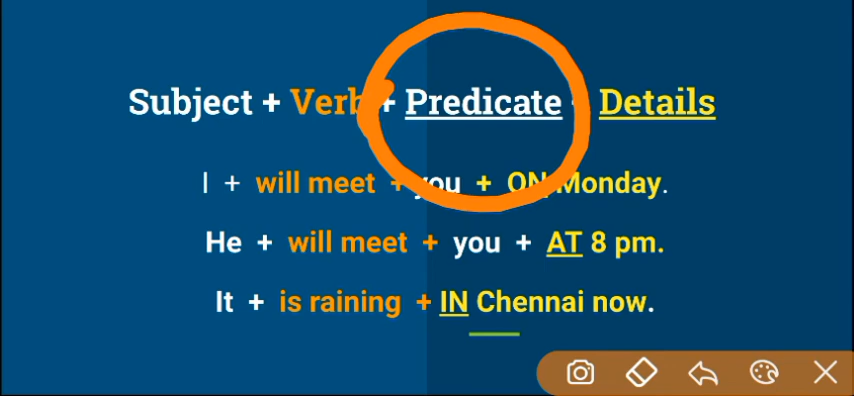 Subject + Verb + Predicate + Details
I + will meet + you + ON Monday.
He + will meet + you + AT 8 pm.
It + is raining + IN Chennai now.